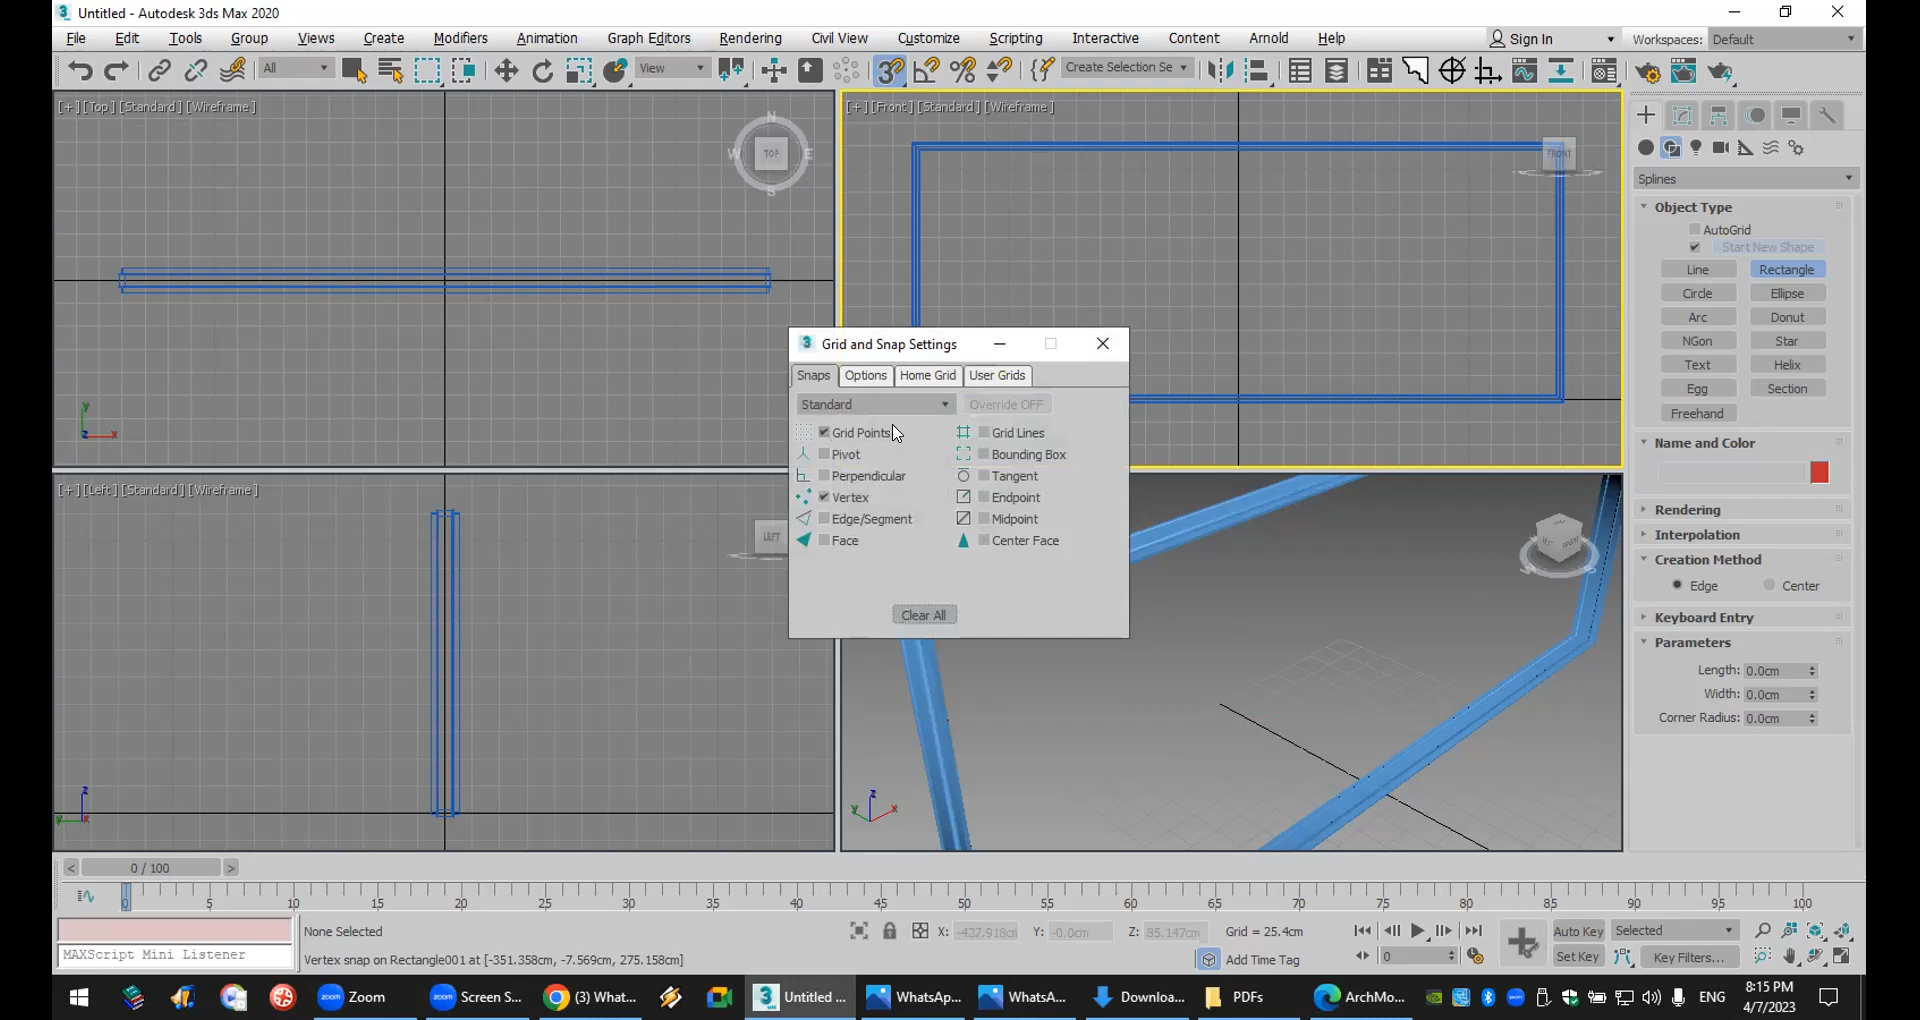 Untitled - Autodesk 3ds Max 2020
File Edit Tools Group Views Create Modifiers Animation Graph Editors Rendering Civil View Customize Scripting Interactive Content Arnold Help Sign In Workspaces: Default
All View Create Selection Se
[+] [Top] [Standard] [Wireframe]
N
W TOP E
S
y
z x
[+] [Front] [Standard] [Wireframe]
FRONT
[+] [Left] [Standard] [Wireframe]
LEFT
z
y x
z
y x
Grid and Snap Settings
Snaps Options Home Grid User Grids
Standard Override OFF
Grid Points Grid Lines
Pivot Bounding Box
Perpendicular Tangent
Vertex Endpoint
Edge/Segment Midpoint
Face Center Face
Clear All
Splines
Object Type
AutoGrid
Start New Shape
Line Rectangle
Circle Ellipse
Arc Donut
NGon Star
Text Helix
Egg Section
Freehand
Name and Color
Rendering
Interpolation
Creation Method
Edge Center
Keyboard Entry
Parameters
Length: 0.0cm
Width: 0.0cm
Corner Radius: 0.0cm
< 0 / 100 >
0 5 10 15 20 25 30 35 40 45 50 55 60 65 70 75 80 85 90 95 100
None Selected X: -427.918cm Y: -0.0cm Z: 85.147cm Grid = 25.4cm Auto Key Selected
MAXScript Mini Listener Vertex snap on Rectangle001 at [-351.358cm, -7.569cm, 275.158cm] Add Time Tag 0 Set Key Key Filters...
Zoom Screen S... (3) What... Untitled ... WhatsAp... WhatsA... Downloa... PDFs ArchMo... ENG 8:15 PM
4/7/2023